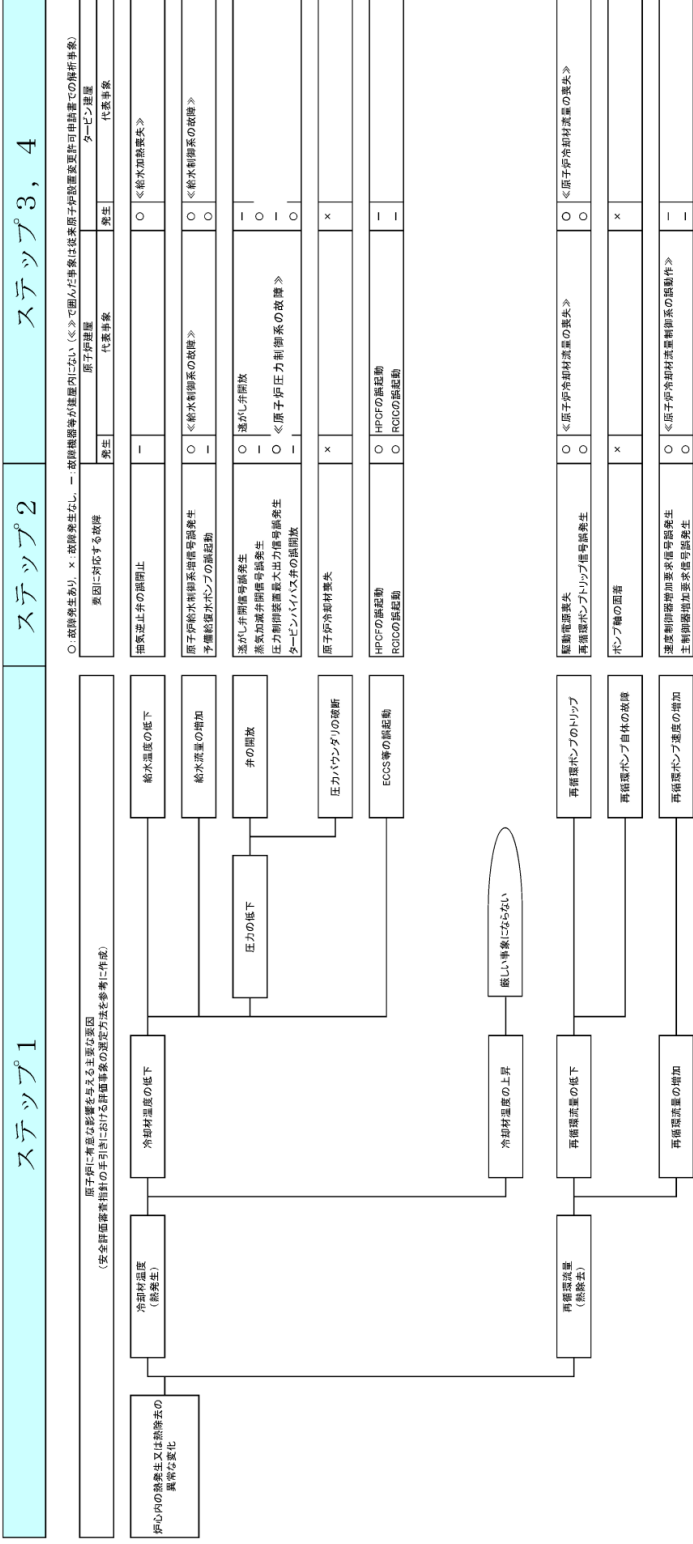 ステップ１
ステップ２
ステップ３，４
○：故障発生あり，×：故障発生なし，－：故障機器等が建屋内にない（≪≫で囲んだ事象は従来原子炉設置変更許可申請書での解析事象）
原子炉に有意な影響を与える主要な要因
（安全評価審査指針の手引きにおける評価事象の選定方法を参考に作成）
要因に対応する故障
原子炉建屋
発生
代表事象
タービン建屋
発生
代表事象
炉心内の熱発生又は熱除去の
異常な変化
冷却材温度
（熱発生）
冷却材温度の低下
給水温度の低下
抽気逆止弁の誤閉止
－
○
≪給水加熱喪失≫
給水流量の増加
原子炉給水制御系増信号誤発生
○
≪給水制御系の故障≫
○
≪給水制御系の故障≫
予備給復水ポンプの誤起動
－
○
圧力の低下
弁の開放
逃がし弁開信号誤発生
○
逃がし弁開放
－
蒸気加減弁開信号誤発生
－
○
圧力制御装置最大出力信号誤発生
○
≪原子炉圧力制御系の故障≫
－
タービンバイパス弁の誤開放
－
○
圧力バウンダリの破断
原子炉冷却材喪失
×
×
ECCS等の誤起動
HPCFの誤起動
○
HPCFの誤起動
－
RCICの誤起動
○
RCICの誤起動
－
冷却材温度の上昇
厳しい事象にならない
再循環流量
（熱除去）
再循環流量の低下
再循環ポンプのトリップ
駆動電源喪失
○
≪原子炉冷却材流量の喪失≫
○
≪原子炉冷却材流量の喪失≫
再循環ポンプトリップ信号誤発生
○
○
再循環ポンプ自体の故障
ポンプ軸の固着
×
×
再循環流量の増加
再循環ポンプ速度の増加
速度制御器増加要求信号誤発生
○
≪原子炉冷却材流量制御系の誤動作≫
－
主制御器増加要求信号誤発生
○
－